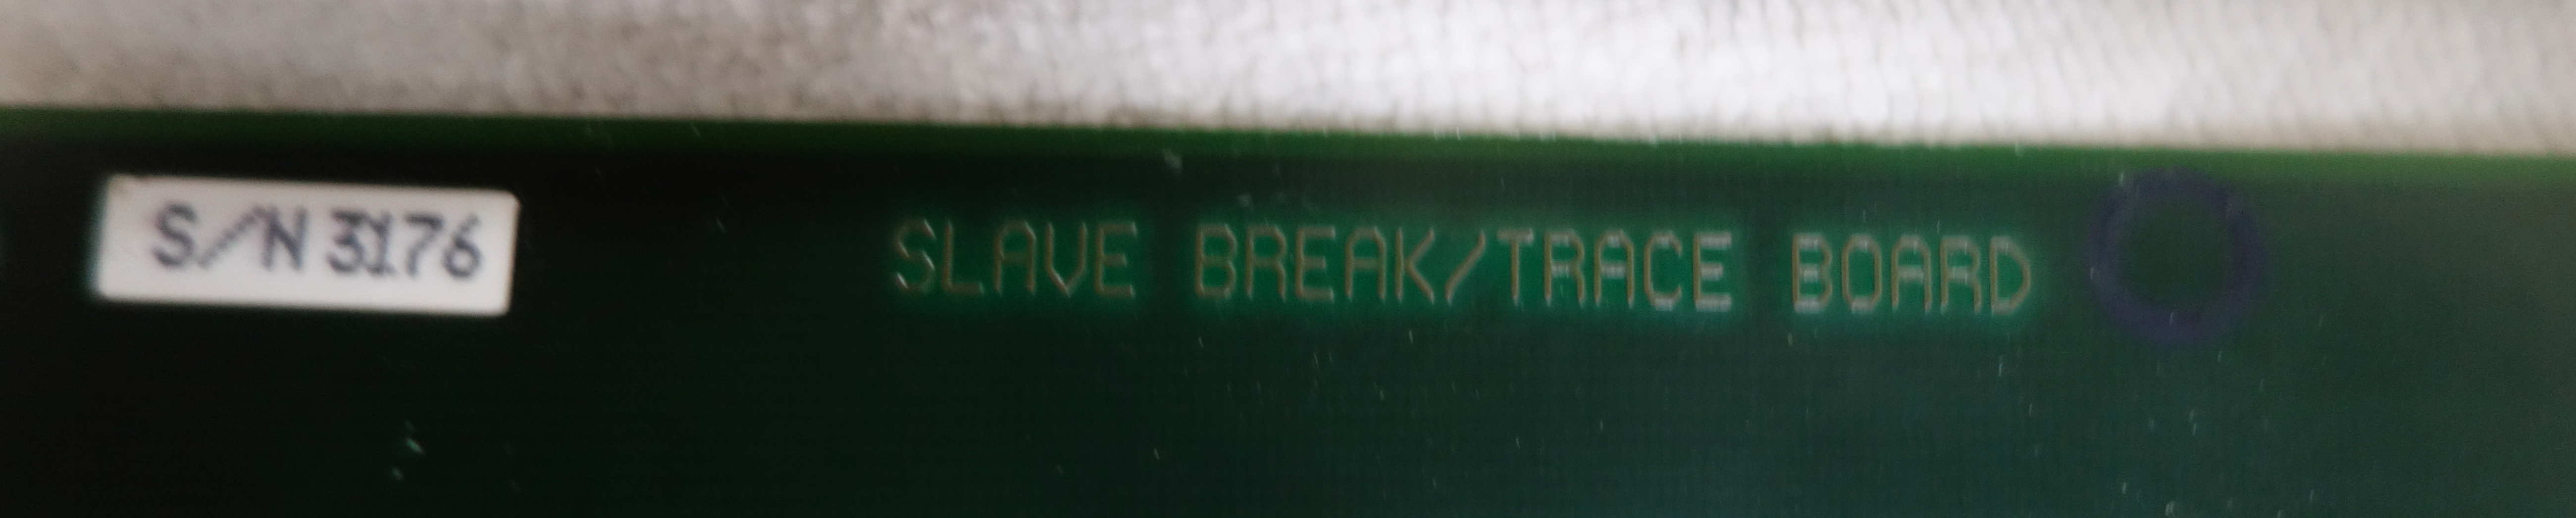 S/N 3176
SLAVE BREAK/TRACE BOARD